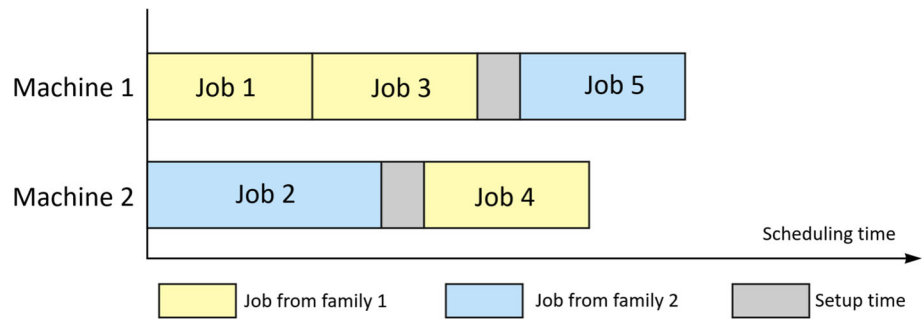 Machine 1
Job 1
Job 3
Job 5
Machine 2
Job 2
Job 4
Scheduling time
Job from family 1
Job from family 2
Setup time